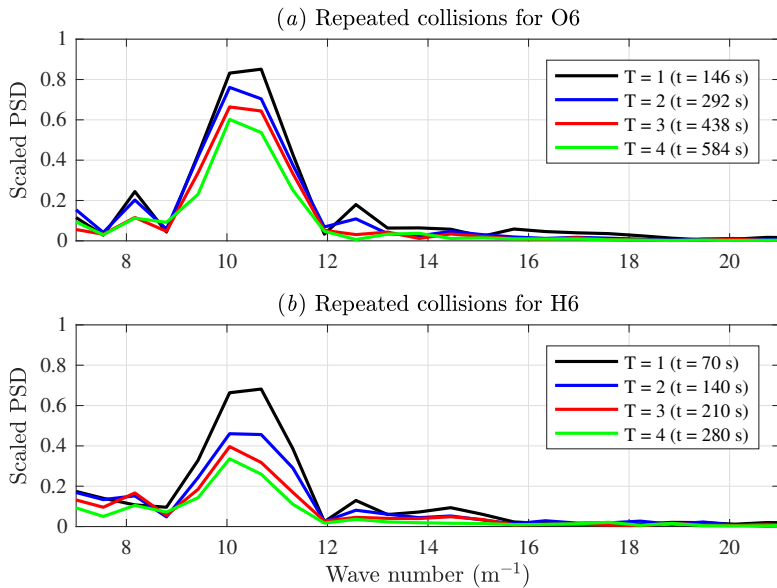 (a) Repeated collisions for O6
1
0.8
0.6
0.4
0.2
0
Scaled PSD
T = 1 (t = 146 s)
T = 2 (t = 292 s)
T = 3 (t = 438 s)
T = 4 (t = 584 s)
8 10 12 14 16 18 20
(b) Repeated collisions for H6
1
0.8
0.6
0.4
0.2
0
Scaled PSD
T = 1 (t = 70 s)
T = 2 (t = 140 s)
T = 3 (t = 210 s)
T = 4 (t = 280 s)
8 10 12 14 16 18 20
Wave number (m⁻¹)